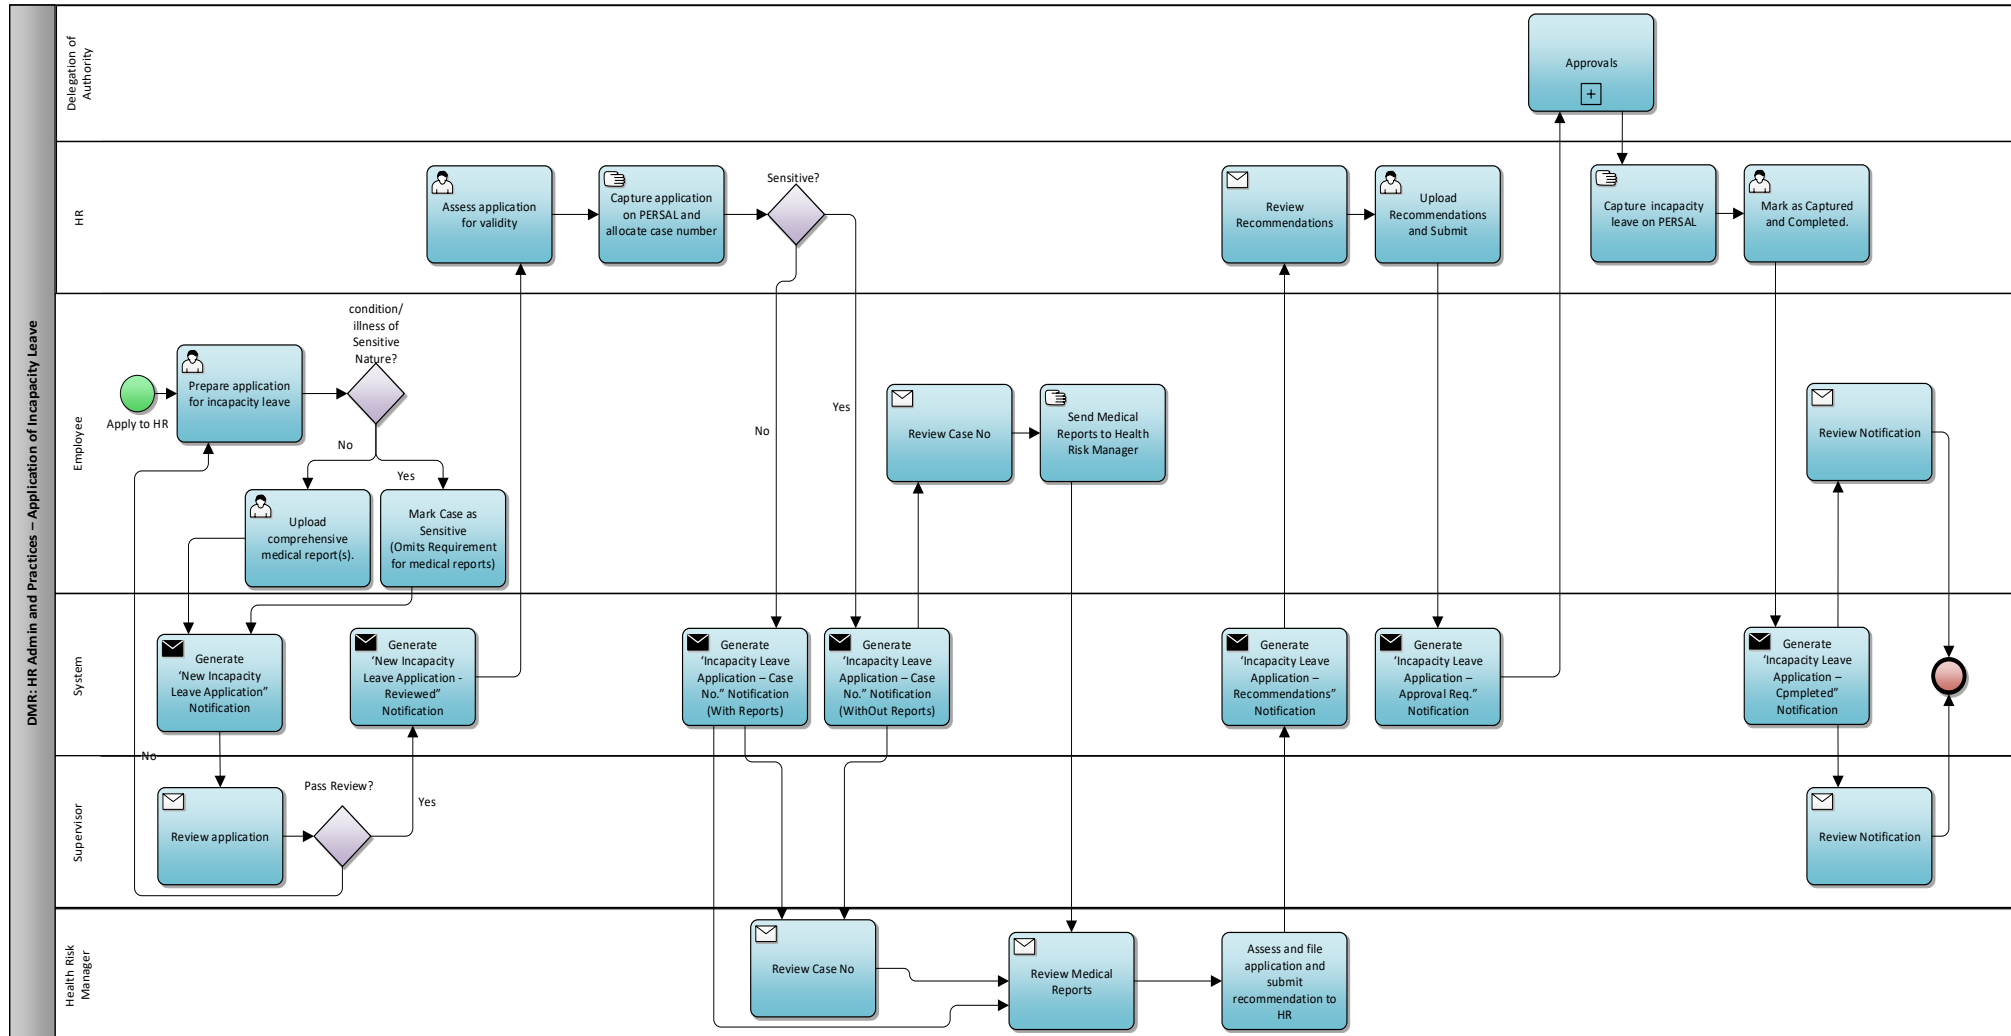 DMR: HR Admin and Practices – Application of Incapacity Leave
Delegation of
Authority
Approvals
HR
Assess application
for validity
Capture application
on PERSAL and
allocate case number
Sensitive?
Review
Recommendations
Upload
Recommendations
and Submit
Capture incapacity
leave on PERSAL
Mark as Captured
and Completed.
Employee
Apply to HR
Prepare application
for incapacity leave
condition/
illness of
Sensitive
Nature?
No
Yes
Upload
comprehensive
medical report(s).
Mark Case as
Sensitive
(Omits Requirement
for medical reports)
No
Yes
Review Case No
Send Medical
Reports to Health
Risk Manager
Review Notification
System
Generate
‘New Incapacity
Leave Application”
Notification
Generate
‘New Incapacity
Leave Application -
Reviewed”
Notification
Generate
‘Incapacity Leave
Application – Case
No.” Notification
(With Reports)
Generate
‘Incapacity Leave
Application – Case
No.” Notification
(WithOut Reports)
Generate
‘Incapacity Leave
Application –
Recommendations”
Notification
Generate
‘Incapacity Leave
Application –
Approval Req.”
Notification
Generate
‘Incapacity Leave
Application –
Cpmpleted”
Notification
No
Supervisor
Review application
Pass Review?
Yes
Review Notification
Health Risk
Manager
Review Case No
Review Medical
Reports
Assess and file
application and
submit
recommendation to
HR